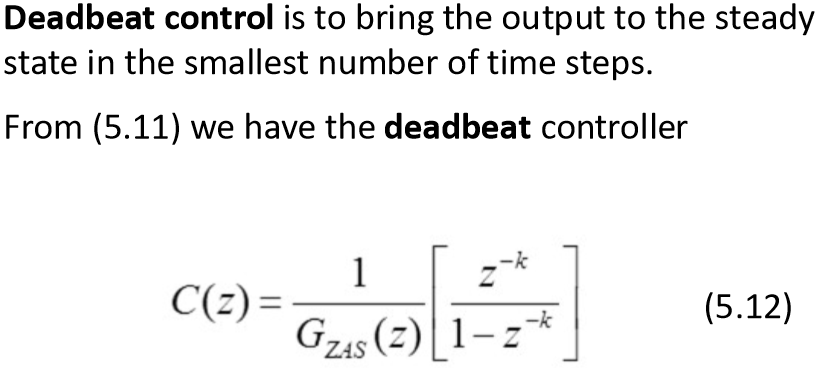 Deadbeat control is to bring the output to the steady
state in the smallest number of time steps.
From (5.11) we have the deadbeat controller
C(z) = \frac{1}{G_{ZAS}(z)} \left[ \frac{z^{-k}}{1 - z^{-k}} \right] (5.12)